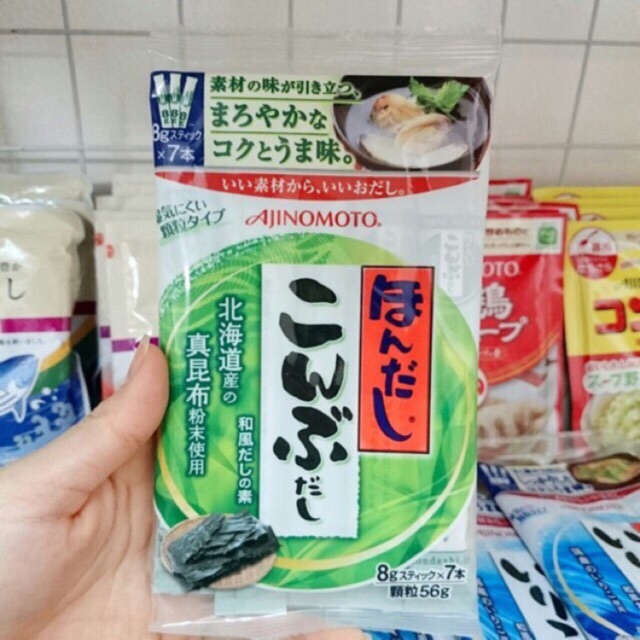 素材の味が引き立つ、
まろやかな
コクとうま味。
8gスティック
×7本
いい素材から、いいおだし。
湿気にくい
顆粒タイプ
AJINOMOTO®
ほんだし
こんぶだし
北海道産の
真昆布粉末使用
和風だしの素
8gスティック×7本
顆粒56g